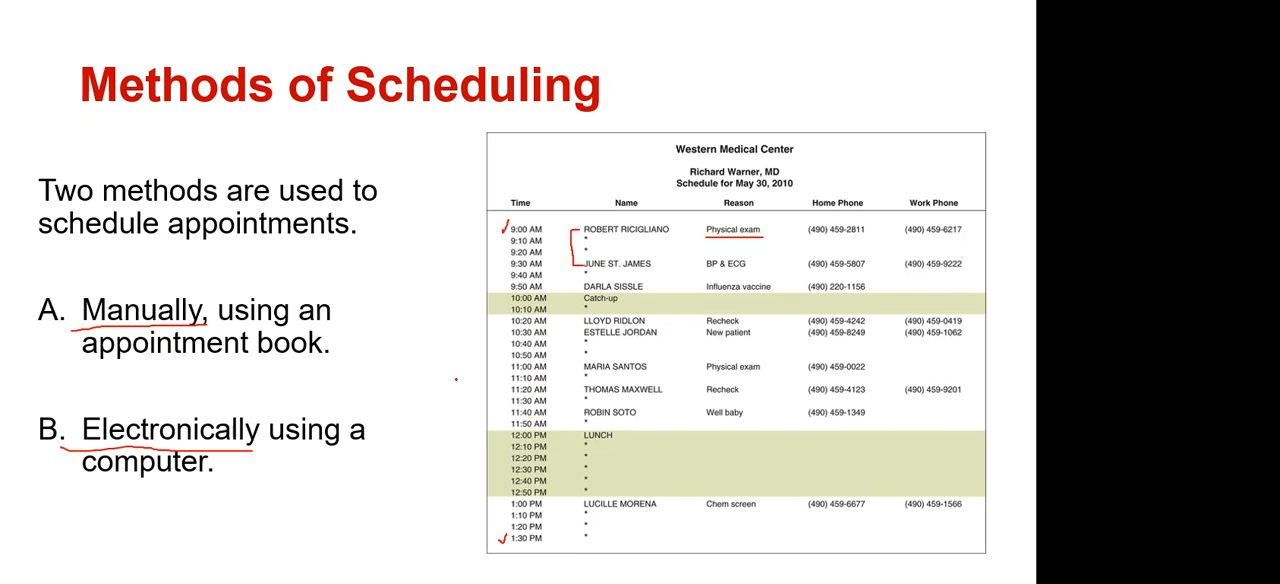 Methods of Scheduling
Two methods are used to
schedule appointments.
A. Manually, using an
appointment book.
B. Electronically using a
computer.
Western Medical Center
Richard Warner, MD
Schedule for May 30, 2010
Time Name Reason Home Phone Work Phone
9:00 AM ROBERT RICIGLIANO Physical exam (490) 459-2811 (490) 459-6217
9:10 AM *
9:20 AM *
9:30 AM JUNE ST. JAMES BP & ECG (490) 459-5807 (490) 459-9222
9:40 AM *
9:50 AM DARLA SISSLE Influenza vaccine (490) 220-1156
10:00 AM Catch-up
10:10 AM *
10:20 AM LLOYD RIDLON Recheck (490) 459-4242 (490) 459-0419
10:30 AM ESTELLE JORDAN New patient (490) 459-8249 (490) 459-1062
10:40 AM *
10:50 AM *
11:00 AM MARIA SANTOS Physical exam (490) 459-0022
11:10 AM *
11:20 AM THOMAS MAXWELL Recheck (490) 459-4123 (490) 459-9201
11:30 AM *
11:40 AM ROBIN SOTO Well baby (490) 459-1349
11:50 AM *
12:00 PM LUNCH
12:10 PM *
12:20 PM *
12:30 PM *
12:40 PM *
12:50 PM *
1:00 PM LUCILLE MORENA Chem screen (490) 459-6677 (490) 459-1566
1:10 PM *
1:20 PM *
1:30 PM *